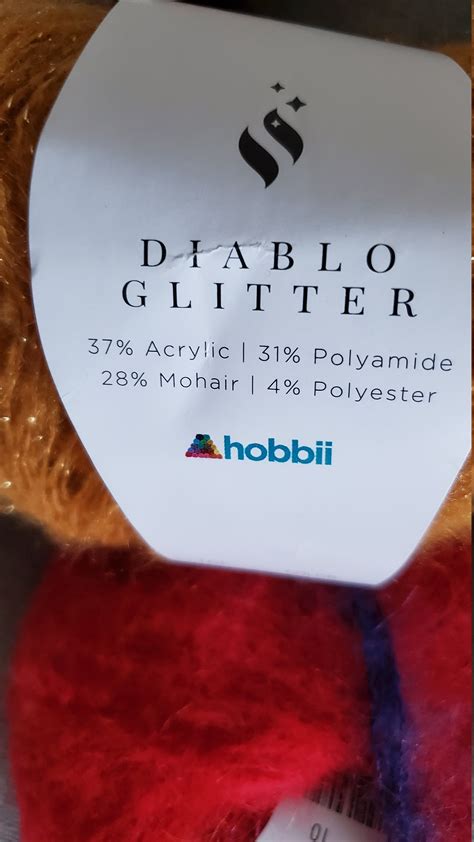 DIABLO
GLITTER
37% Acrylic | 31% Polyamide
28% Mohair | 4% Polyester
hobbii